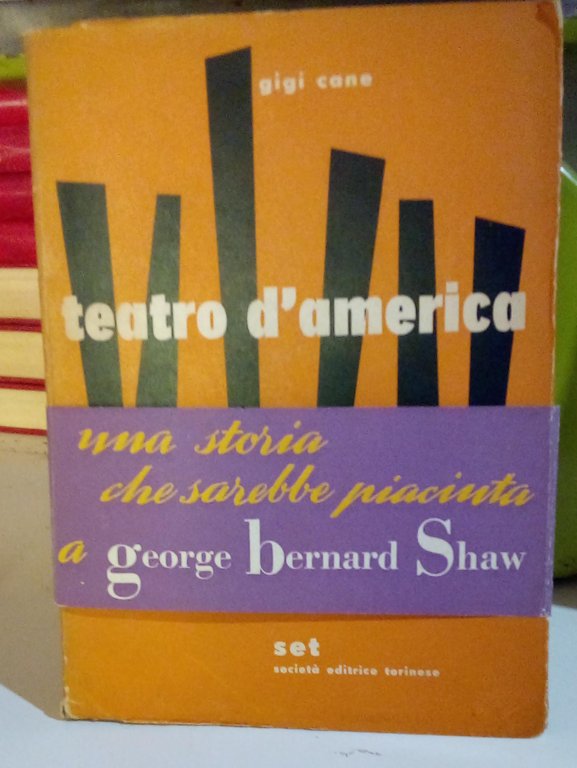 gigi cane
teatro d'america
una storia
che sarebbe piaciuta
a george bernard Shaw
set
società editrice torinese